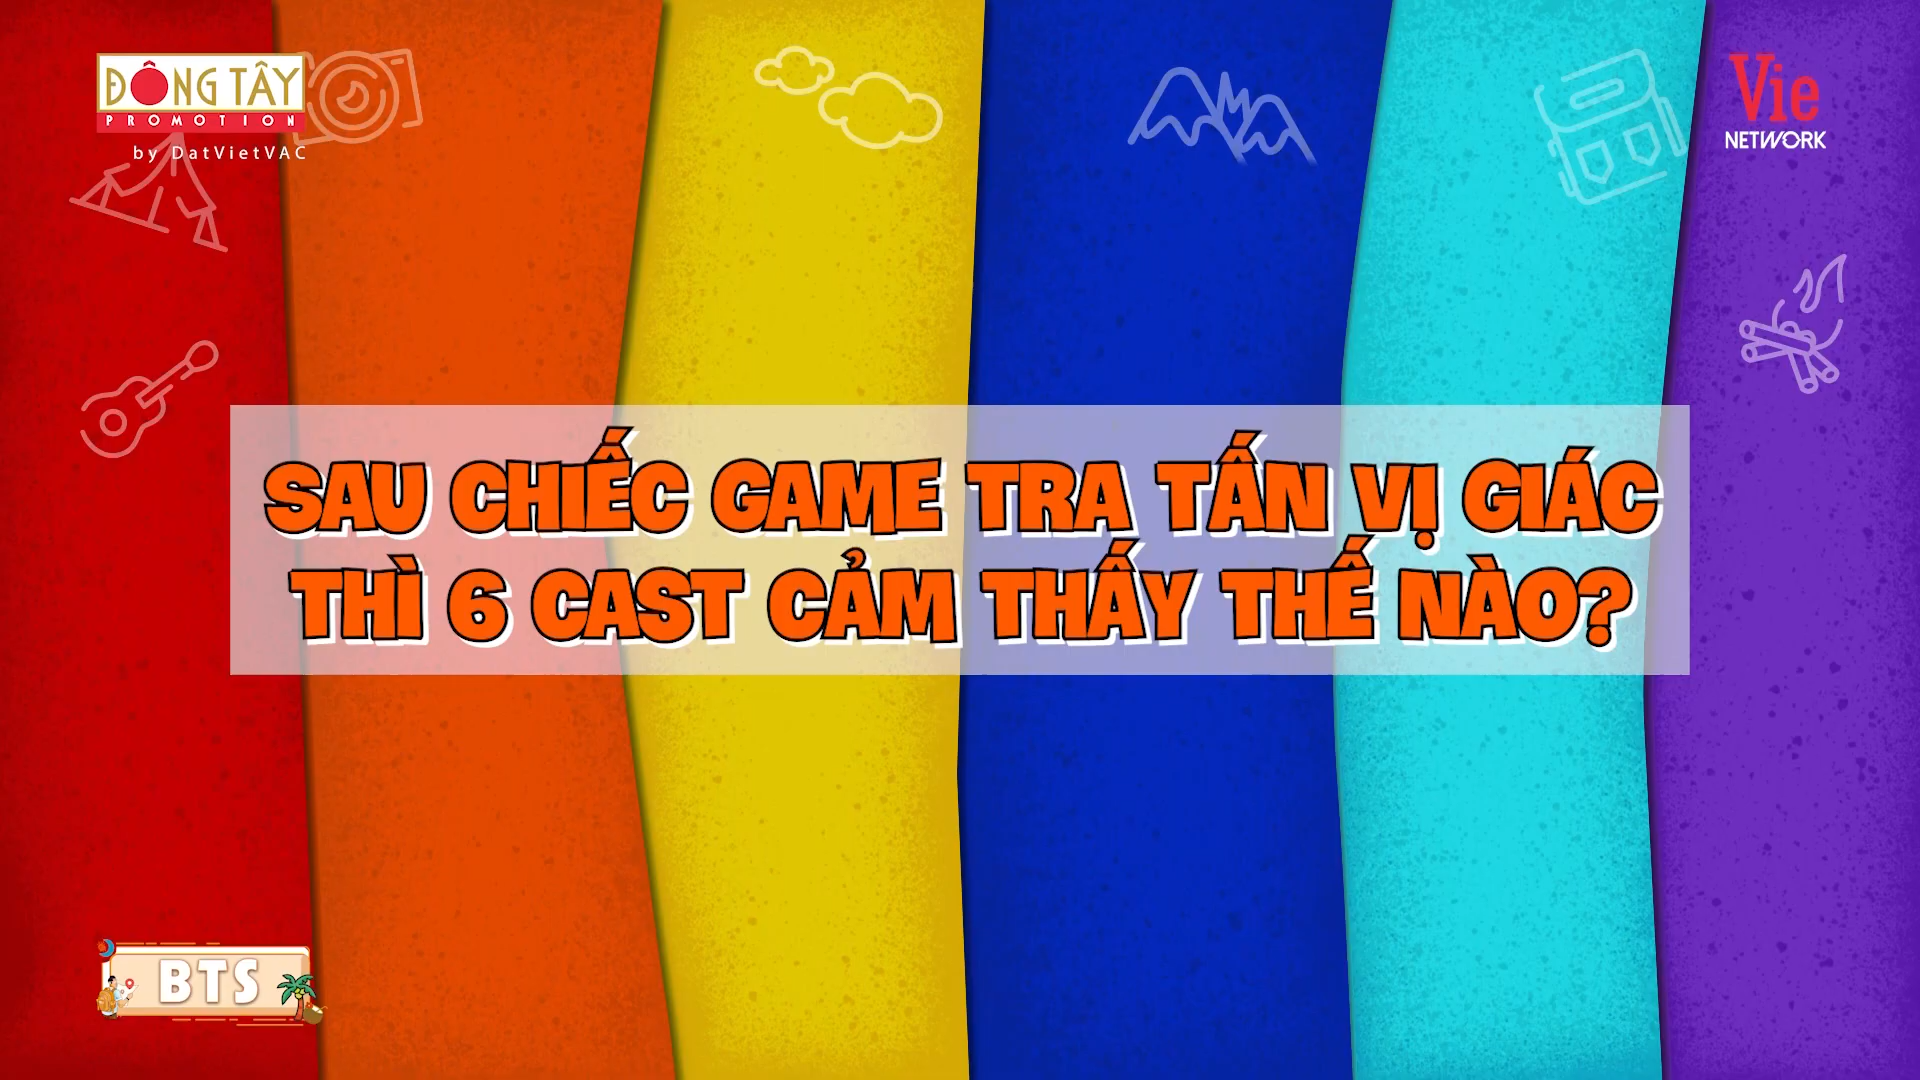 ĐÔNG TÂY
PROMOTION
by DatVietVAC
Vie
NETWORK
SAU CHIẾC GAME TRA TẤN VỊ GIÁC
THÌ 6 CAST CẢM THẤY THẾ NÀO?
BTS